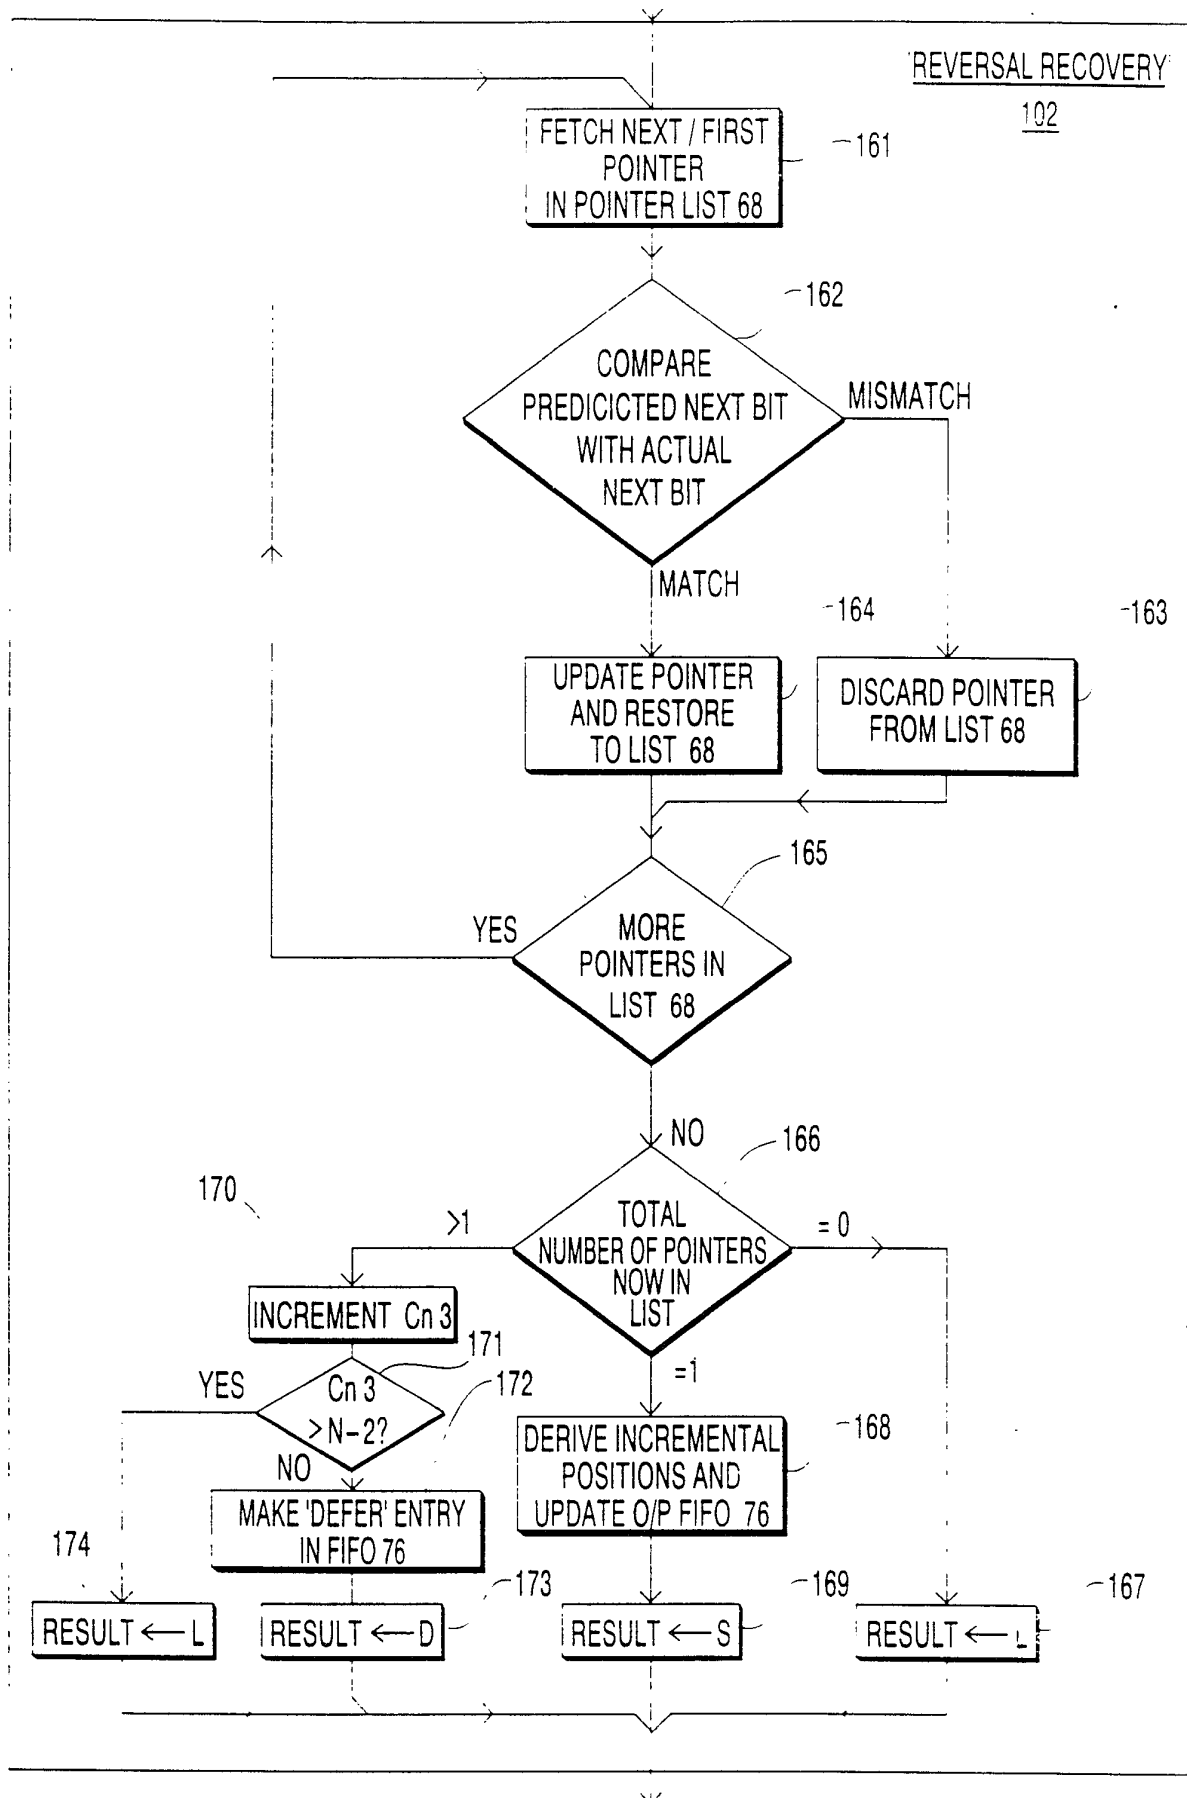 REVERSAL RECOVERY
102
FETCH NEXT / FIRST
POINTER
IN POINTER LIST 68
161
162
COMPARE
PREDICICTED NEXT BIT
WITH ACTUAL
NEXT BIT
MISMATCH
MATCH
164
163
UPDATE POINTER
AND RESTORE
TO LIST 68
DISCARD POINTER
FROM LIST 68
165
YES
MORE
POINTERS IN
LIST 68
NO
166
170
>1
TOTAL
NUMBER OF POINTERS
NOW IN
LIST
= 0
INCREMENT Cn 3
171
=1
YES
Cn 3
> N-2?
172
NO
DERIVE INCREMENTAL
POSITIONS AND
UPDATE O/P FIFO 76
168
MAKE 'DEFER' ENTRY
IN FIFO 76
174
173
169
167
RESULT ← L
RESULT ← D
RESULT ← S
RESULT ← L